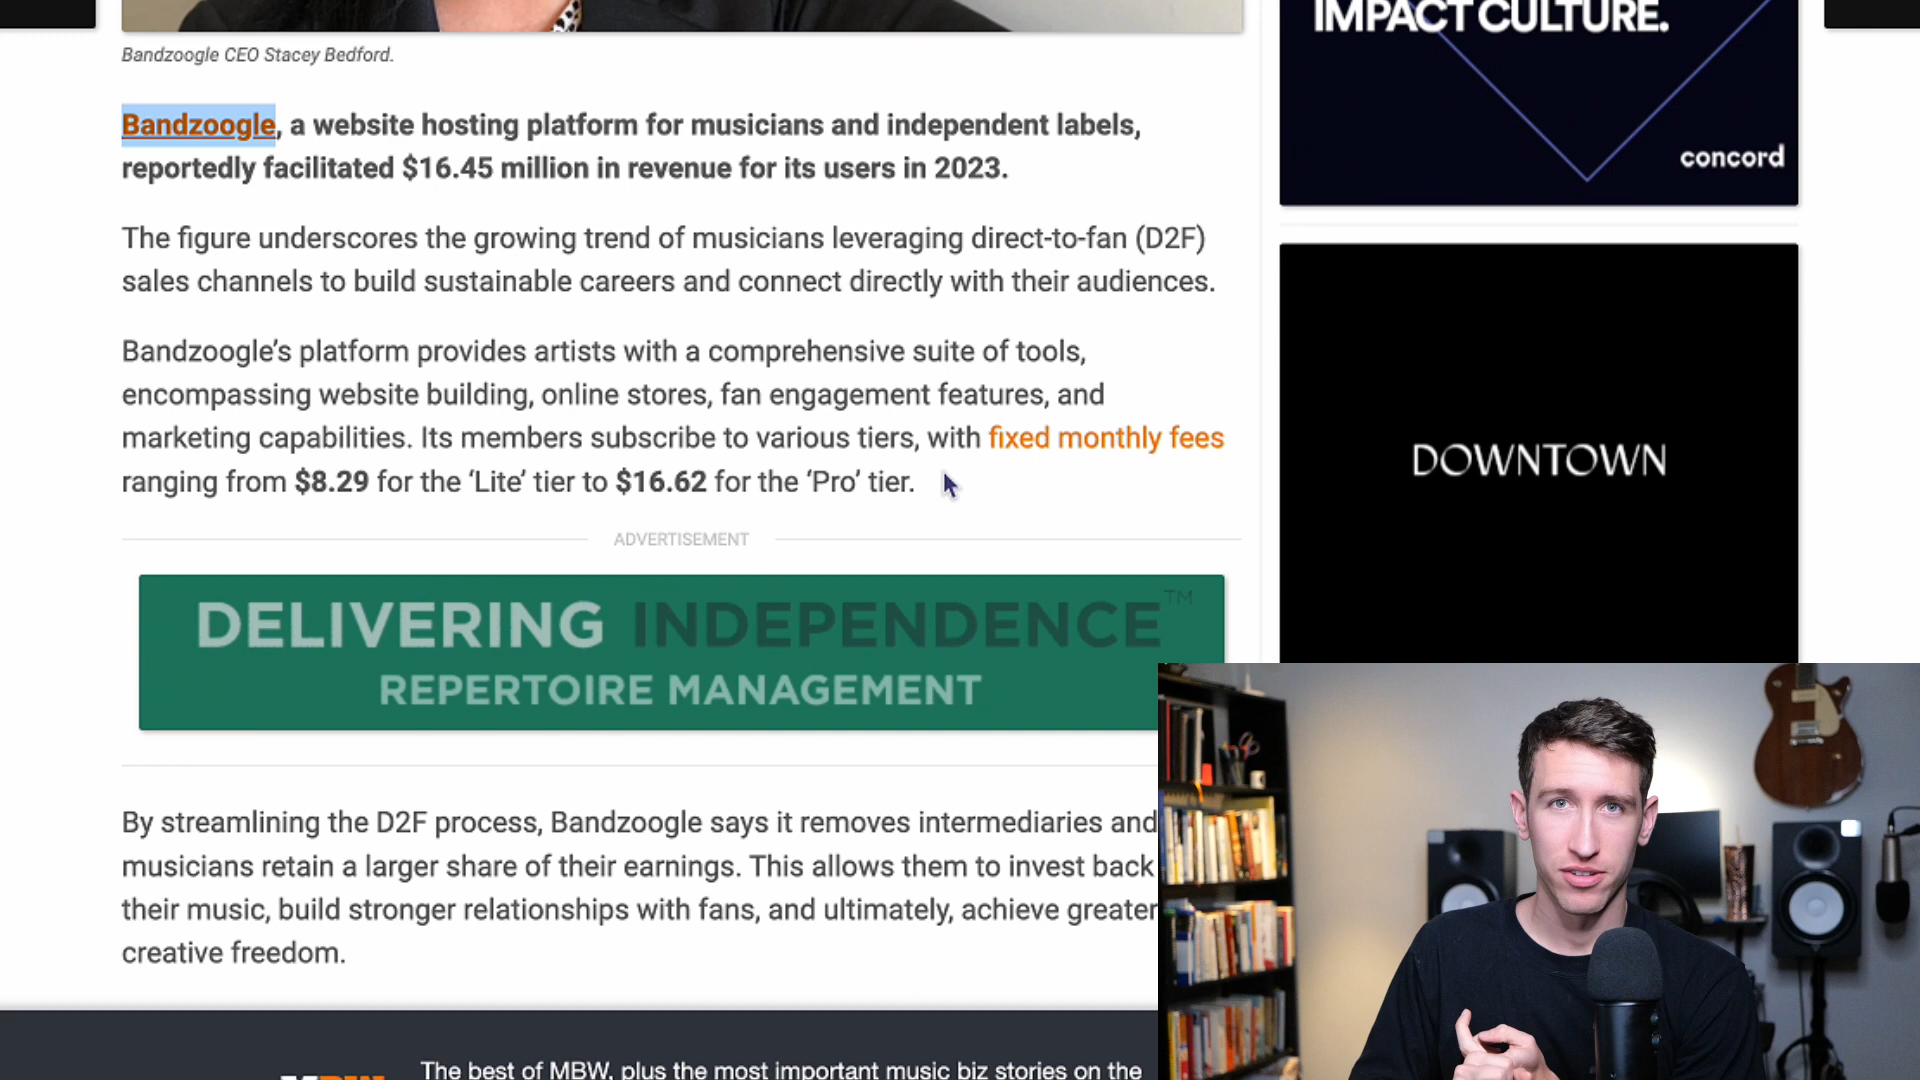 IMPACT CULTURE.
concord
Bandzoogle CEO Stacey Bedford.
Bandzoogle, a website hosting platform for musicians and independent labels,
reportedly facilitated $16.45 million in revenue for its users in 2023.
The figure underscores the growing trend of musicians leveraging direct-to-fan (D2F)
sales channels to build sustainable careers and connect directly with their audiences.
Bandzoogle’s platform provides artists with a comprehensive suite of tools,
encompassing website building, online stores, fan engagement features, and
marketing capabilities. Its members subscribe to various tiers, with fixed monthly fees
ranging from $8.29 for the ‘Lite’ tier to $16.62 for the ‘Pro’ tier.
DOWNTOWN
ADVERTISEMENT
DELIVERING INDEPENDENCE™
REPERTOIRE MANAGEMENT
By streamlining the D2F process, Bandzoogle says it removes intermediaries and
musicians retain a larger share of their earnings. This allows them to invest back
their music, build stronger relationships with fans, and ultimately, achieve greater
creative freedom.
The best of MBW, plus the most important music biz stories on the